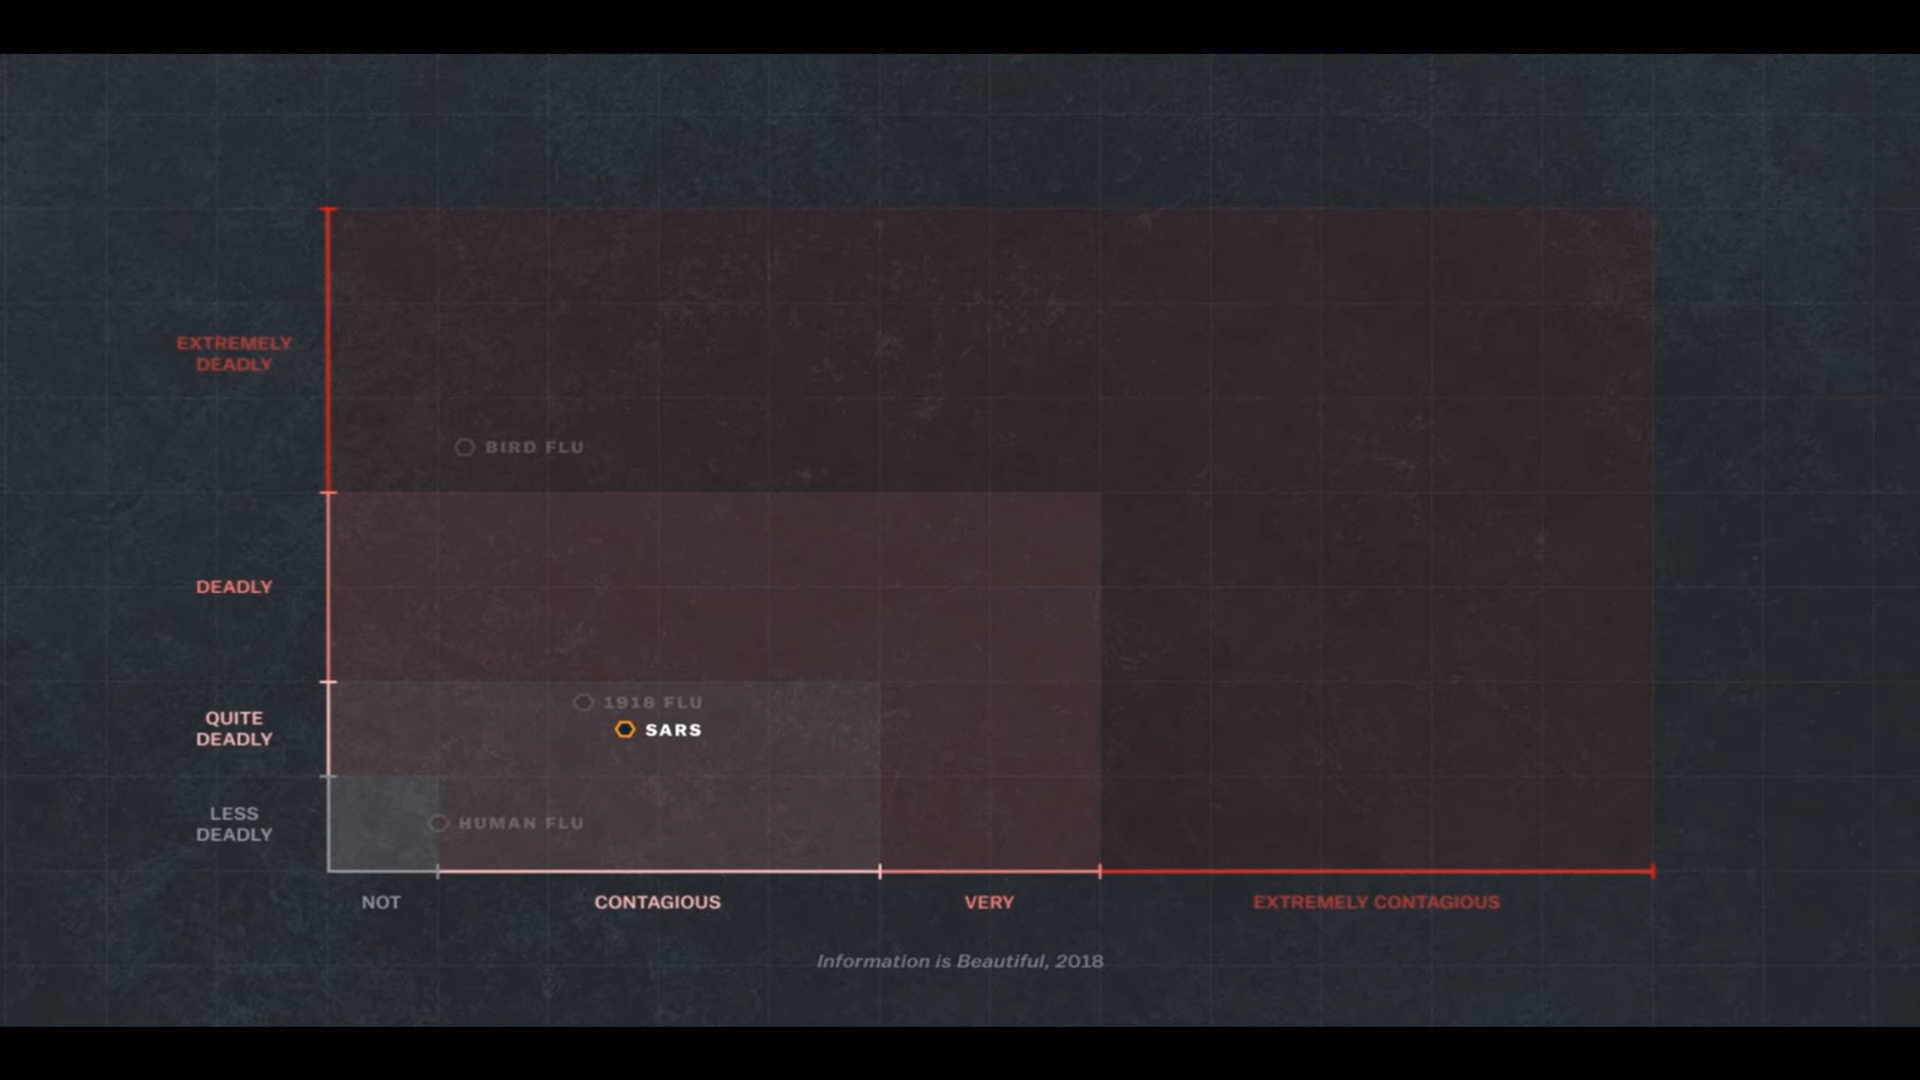 EXTREMELY
DEADLY
BIRD FLU
DEADLY
1918 FLU
QUITE
DEADLY
SARS
LESS
DEADLY
HUMAN FLU
NOT
CONTAGIOUS
VERY
EXTREMELY CONTAGIOUS
Information is Beautiful, 2018